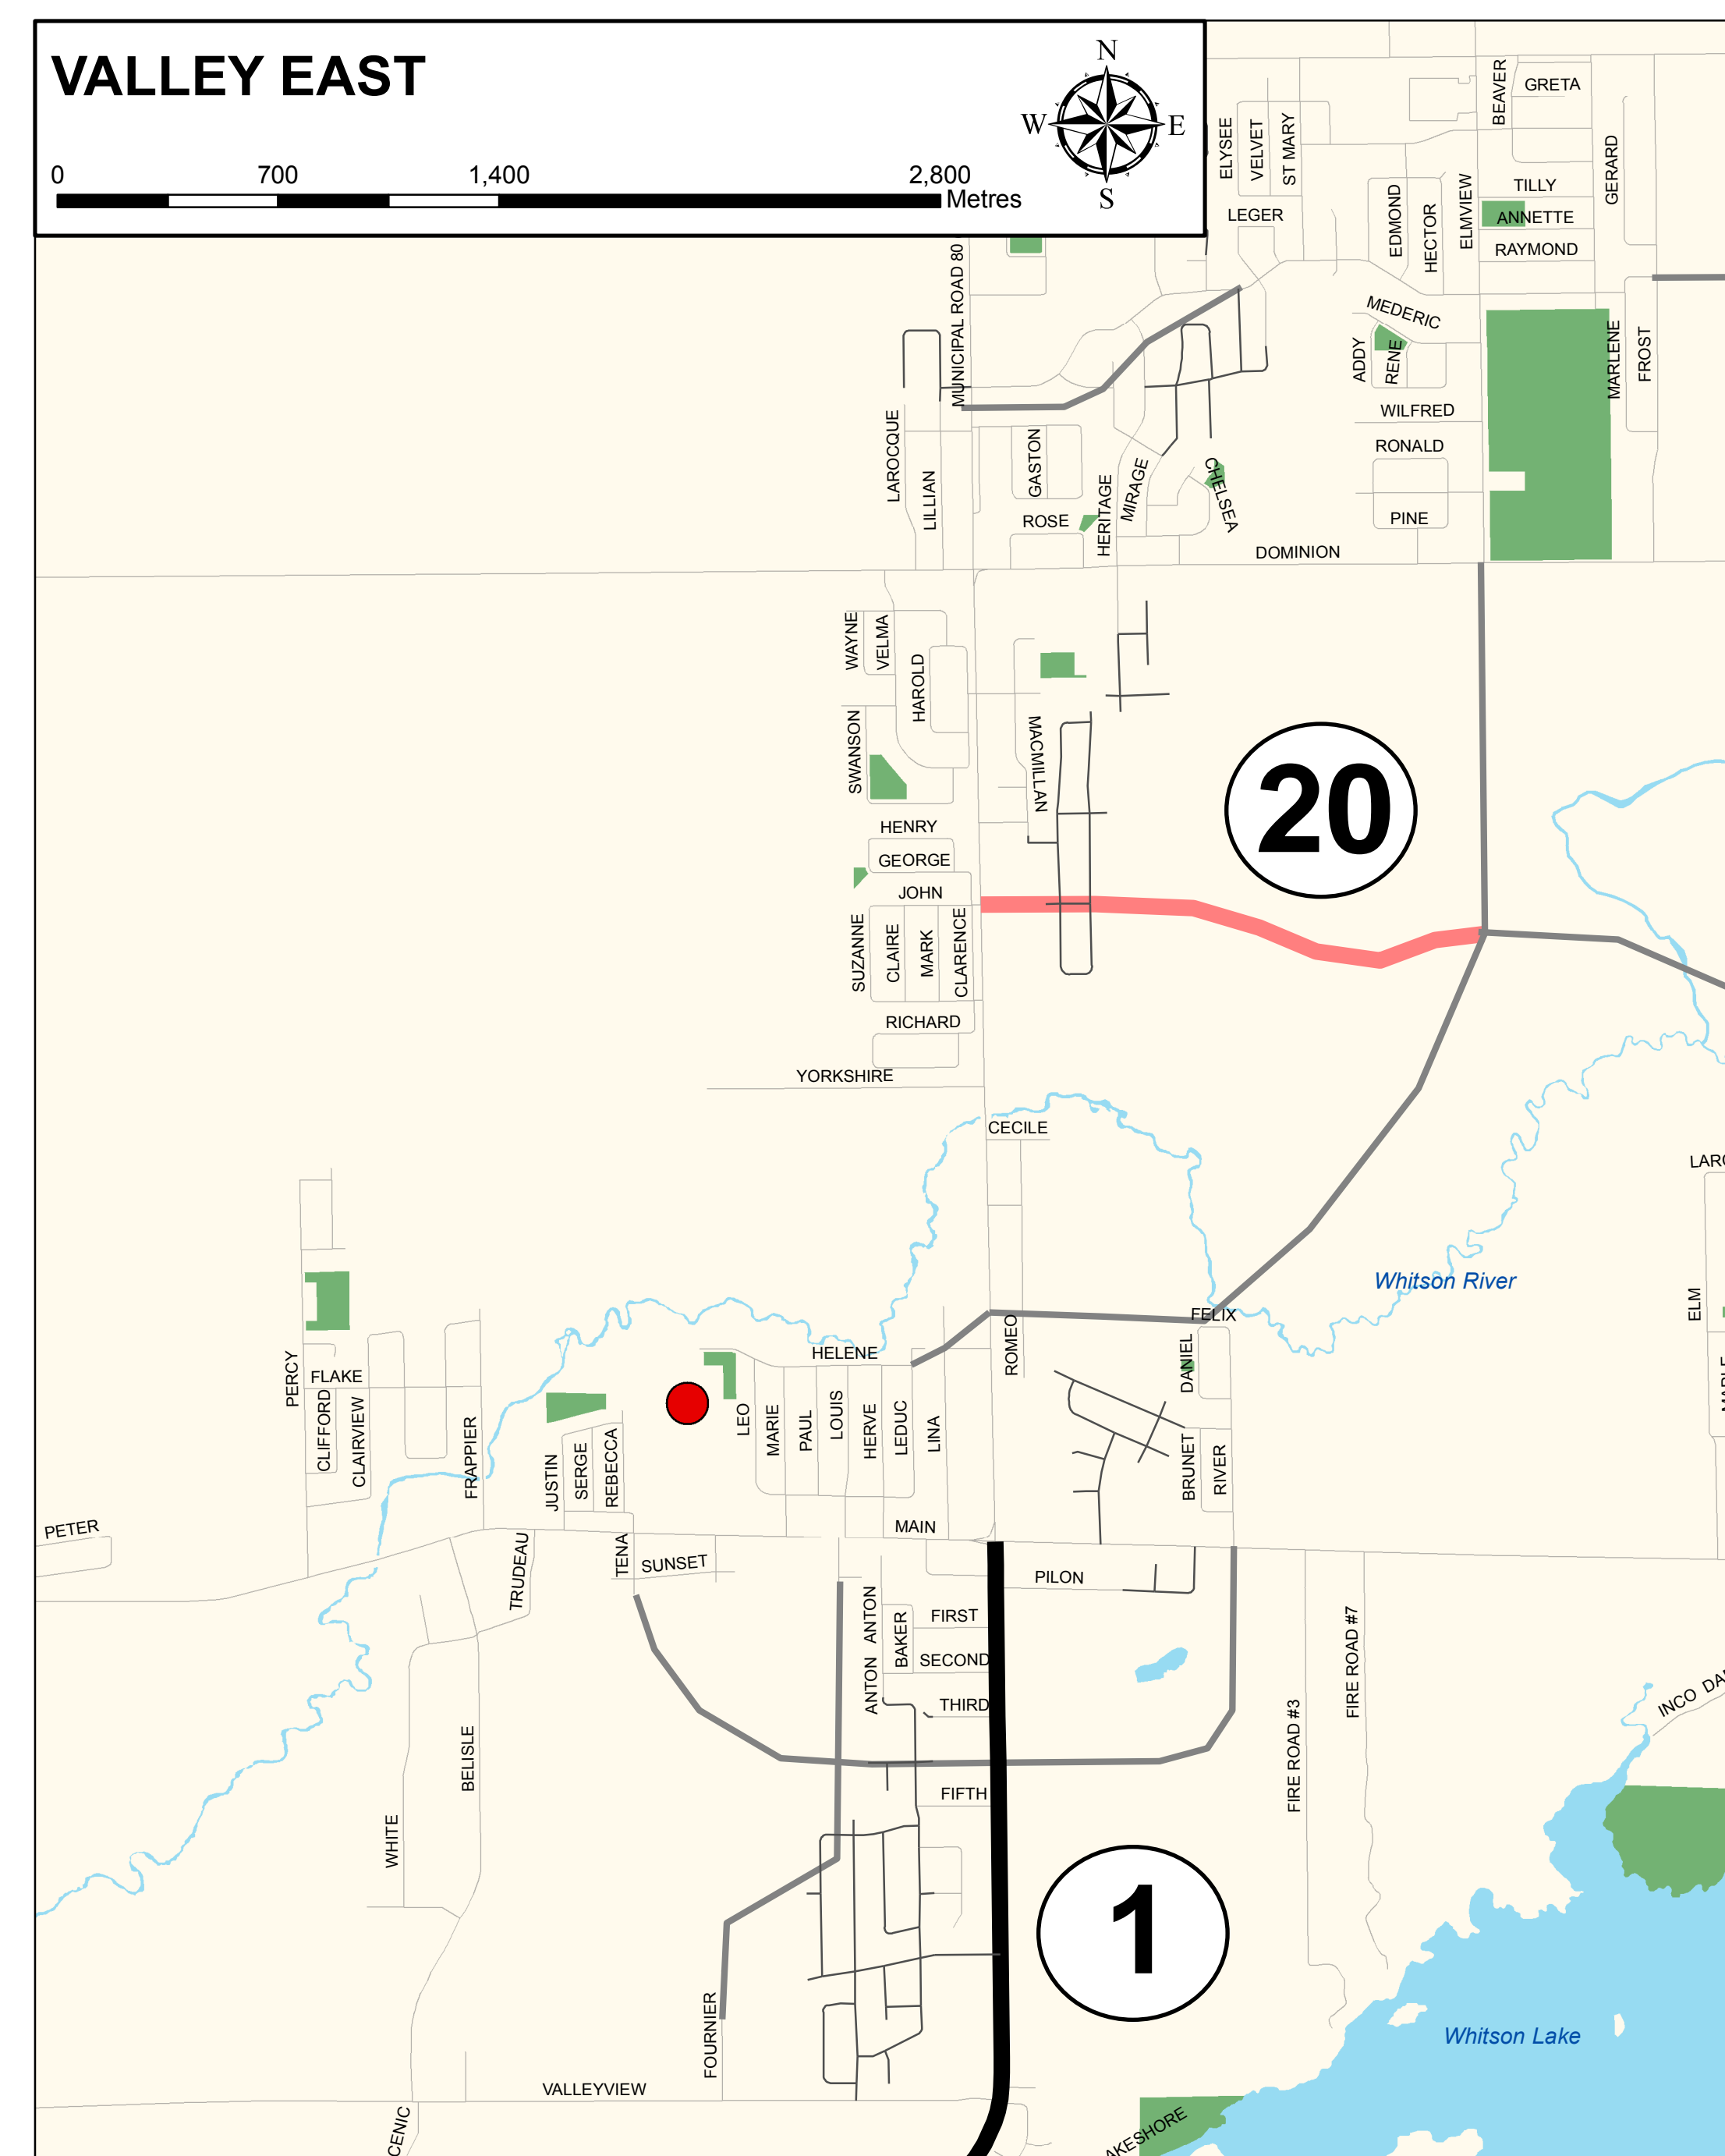 VALLEY EAST
N
W E
S
0 700 1,400 2,800
Metres
BEAVER
GRETA
ELYSEE
VELVET
ST MARY
GERARD
TILLY
ELMVIEW
EDMOND
HECTOR
ANNETTE
LEGER
RAYMOND
MUNICIPAL ROAD 80
MEDERIC
ADDY
RENE
MARLENE
FROST
WILFRED
LAROCQUE
LILLIAN
GASTON
RONALD
HERITAGE
MIRAGE
CHELSEA
ROSE
PINE
DOMINION
WAYNE
VELMA
HAROLD
SWANSON
MACMILLAN
20
HENRY
GEORGE
JOHN
SUZANNE
CLAIRE
MARK
CLARENCE
RICHARD
YORKSHIRE
CECILE
Whitson River
ELM
FELIX
ROMEO
DANIEL
HELENE
PERCY
FLAKE
CLIFFORD
CLAIRVIEW
FRAPPIER
JUSTIN
SERGE
REBECCA
LEO
MARIE
PAUL
LOUIS
HERVE
LEDUC
LINA
BRUNET
RIVER
PETER
MAIN
TRUDEAU
TENA
SUNSET
PILON
ANTON
ANTON
BAKER
FIRST
SECOND
THIRD
FIRE ROAD #7
FIRE ROAD #3
INCO
BELISLE
WHITE
FIFTH
1
FOURNIER
Whitson Lake
VALLEYVIEW